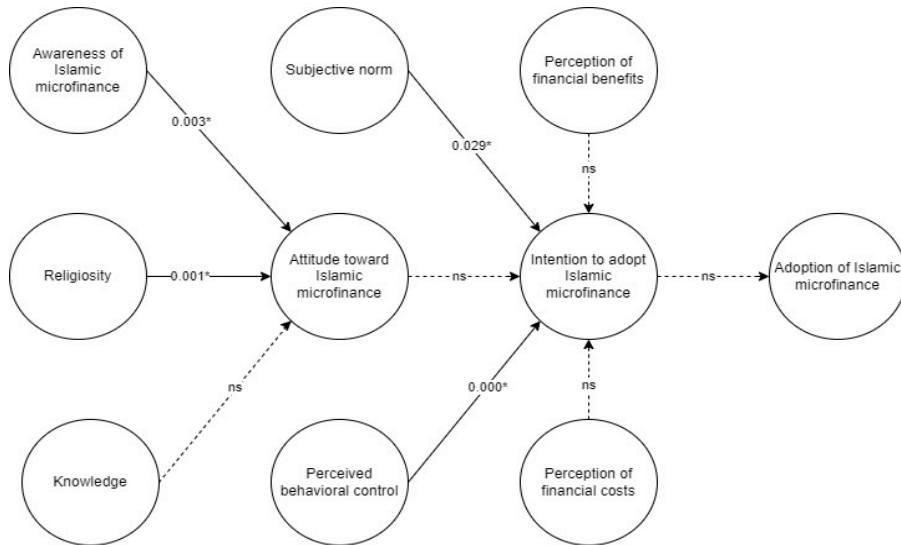 Awareness of
Islamic
microfinance
Subjective norm
Perception of
financial benefits
0.003*
0.029*
ns
Religiosity
0.001*
Attitude toward
Islamic
microfinance
ns
Intention to adopt
Islamic
microfinance
ns
Adoption of Islamic
microfinance
ns
0.000*
ns
Knowledge
Perceived
behavioral control
Perception of
financial costs